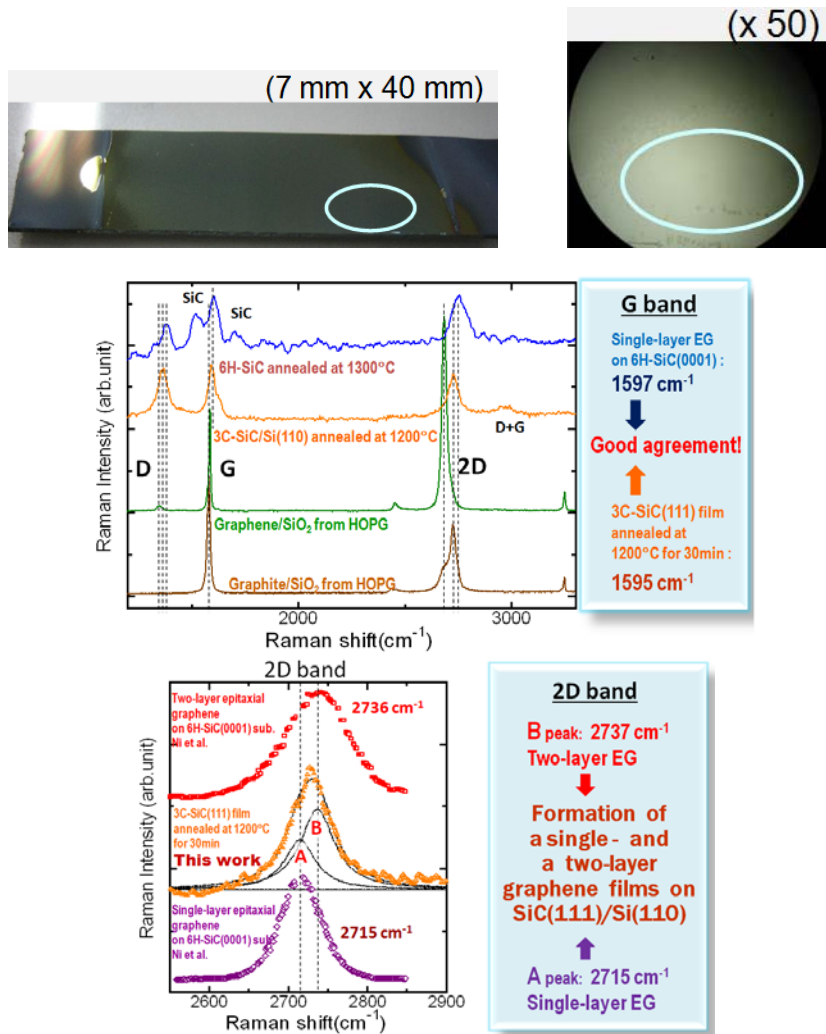 (x 50)
(7 mm x 40 mm)
Raman Intensity (arb.unit)
SiC
SiC
6H-SiC annealed at 1300°C
3C-SiC/Si(110) annealed at 1200°C
D+G
D
G
2D
Graphene/SiO₂ from HOPG
Graphite/SiO₂ from HOPG
2000
3000
Raman shift(cm⁻¹)
G band
Single-layer EG
on 6H-SiC(0001) :
1597 cm⁻¹
Good agreement!
3C-SiC(111) film
annealed at
1200°C for 30min :
1595 cm⁻¹
2D band
Raman Intensity (arb.unit)
Two-layer epitaxial
graphene
on 6H-SiC(0001) sub.
Ni et al.
2736 cm⁻¹
3C-SiC(111) film
annealed at 1200°C
for 30min
This work
A
B
Single-layer epitaxial
graphene
on 6H-SiC(0001) sub.
Ni et al.
2715 cm⁻¹
2600
2700
2800
2900
Raman shift(cm⁻¹)
2D band
B peak: 2737 cm⁻¹
Two-layer EG
Formation of
a single - and
a two-layer
graphene films on
SiC(111)/Si(110)
A peak: 2715 cm⁻¹
Single-layer EG